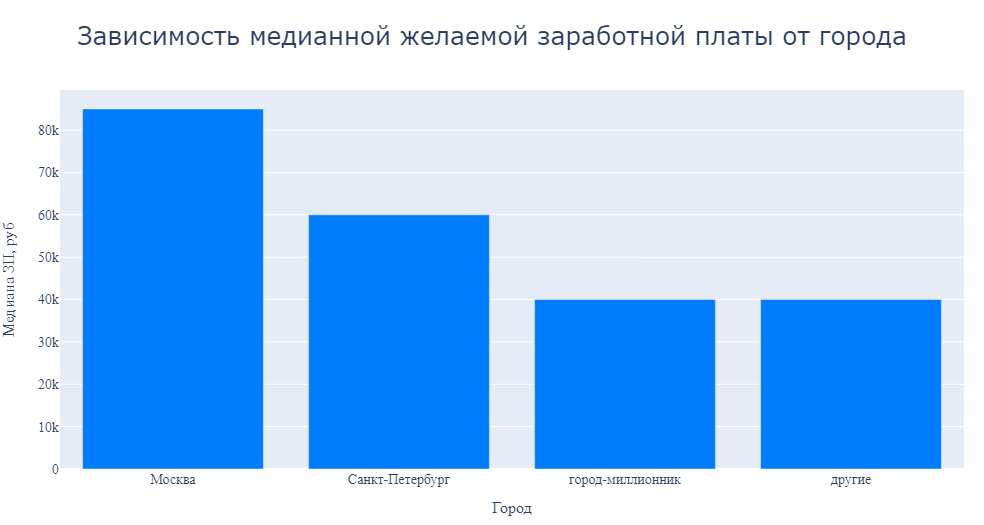 Зависимость медианной желаемой заработной платы от города
Медиана ЗП, руб
80k
70k
60k
50k
40k
30k
20k
10k
0
Москва
Санкт-Петербург
город-миллионник
другие
Город